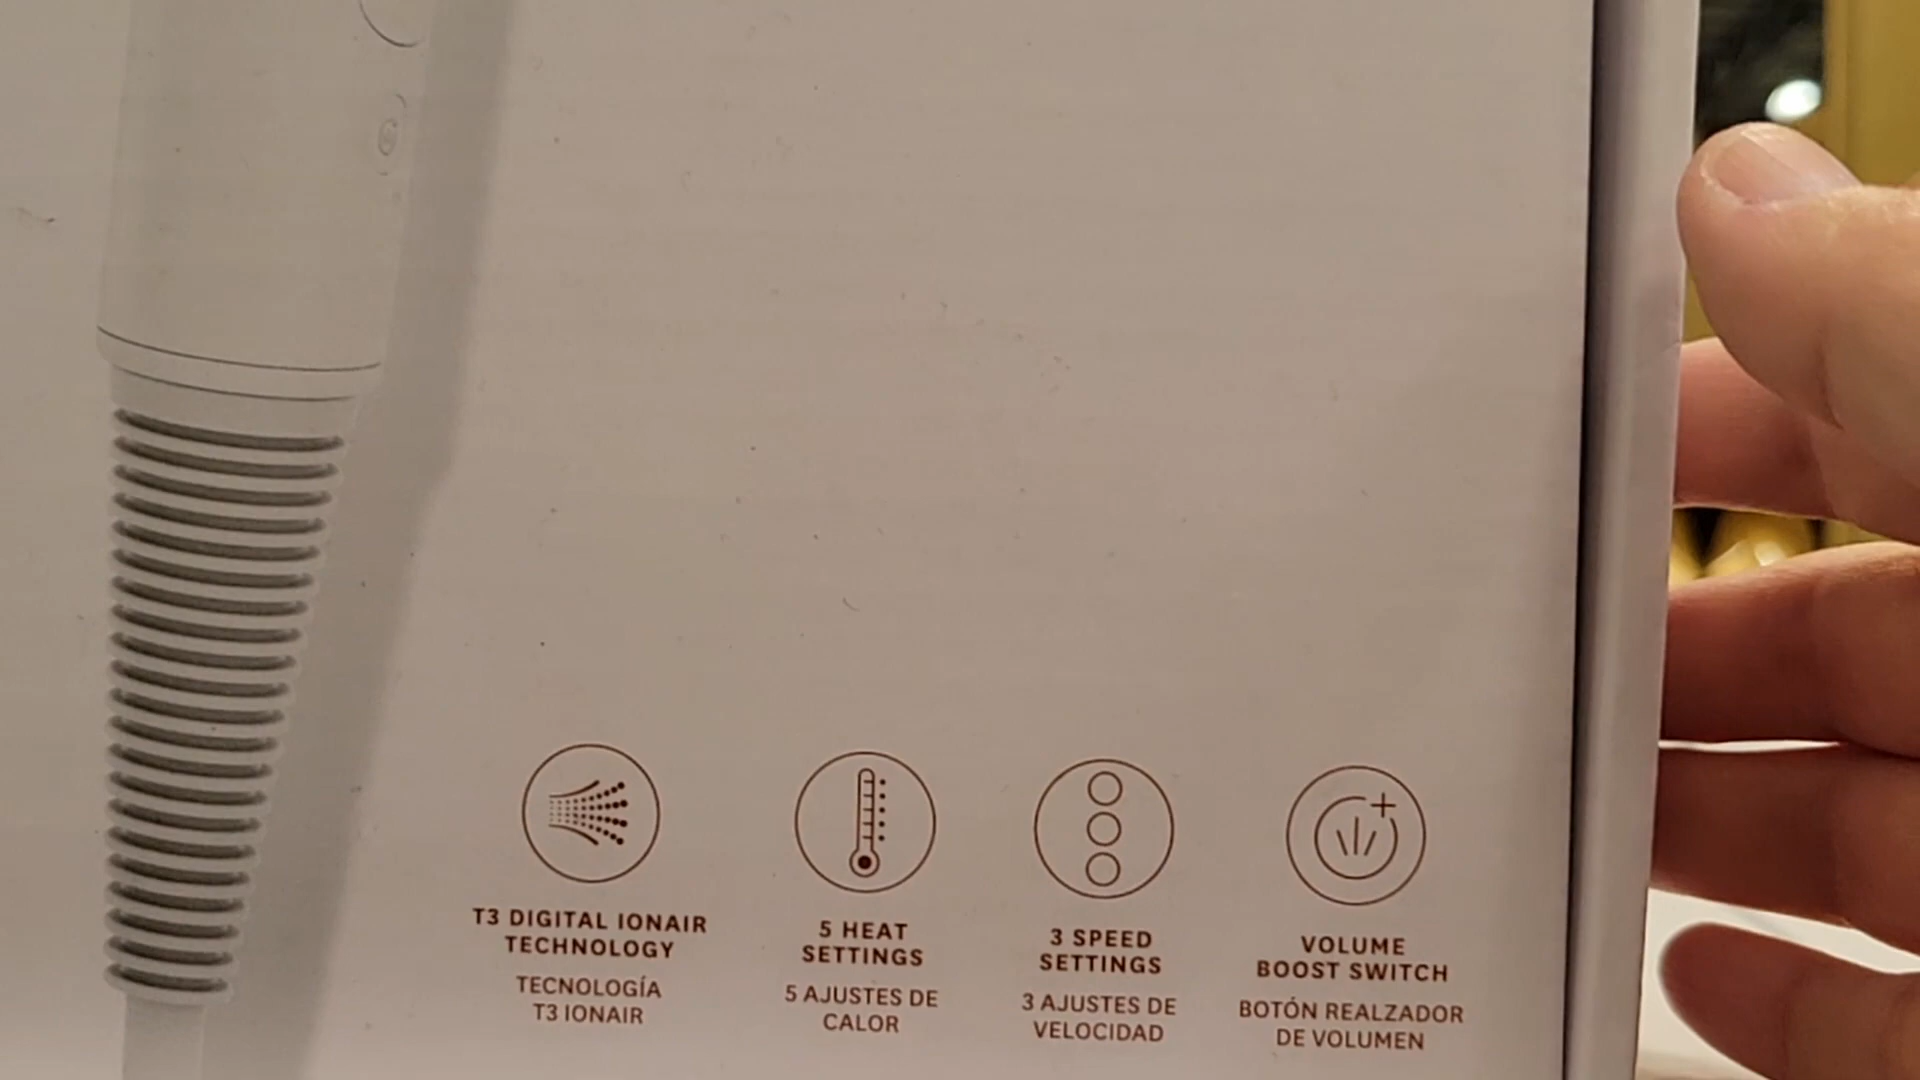 T3 DIGITAL IONAIR
TECHNOLOGY
TECNOLOGÍA
T3 IONAIR
5 HEAT
SETTINGS
5 AJUSTES DE
CALOR
3 SPEED
SETTINGS
3 AJUSTES DE
VELOCIDAD
VOLUME
BOOST SWITCH
BOTÓN REALZADOR
DE VOLUMEN